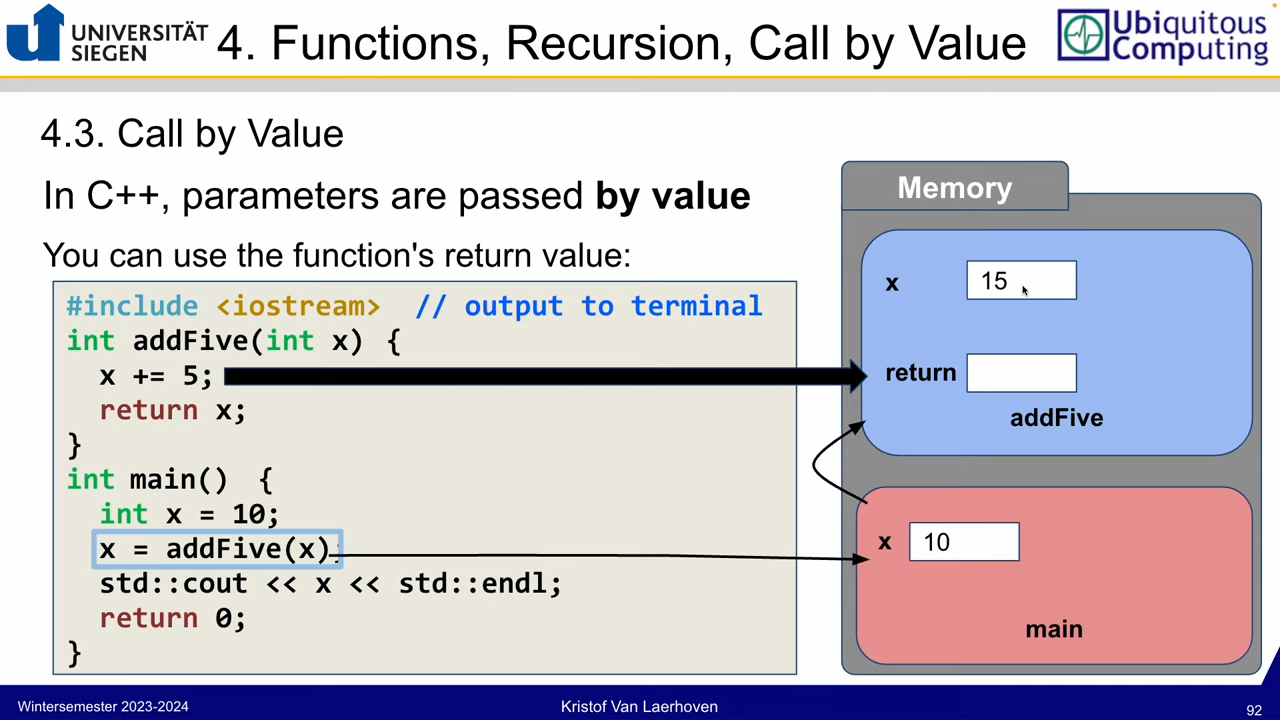 UNIVERSITÄT
SIEGEN
4. Functions, Recursion, Call by Value
Ubiquitous
Computing
4.3. Call by Value
In C++, parameters are passed by value
You can use the function's return value:
#include <iostream> // output to terminal
int addFive(int x) {
x += 5;
return x;
}
int main() {
int x = 10;
x = addFive(x);
std::cout << x << std::endl;
return 0;
}
Memory
x 15
return
addFive
x 10
main
Wintersemester 2023-2024
Kristof Van Laerhoven
92